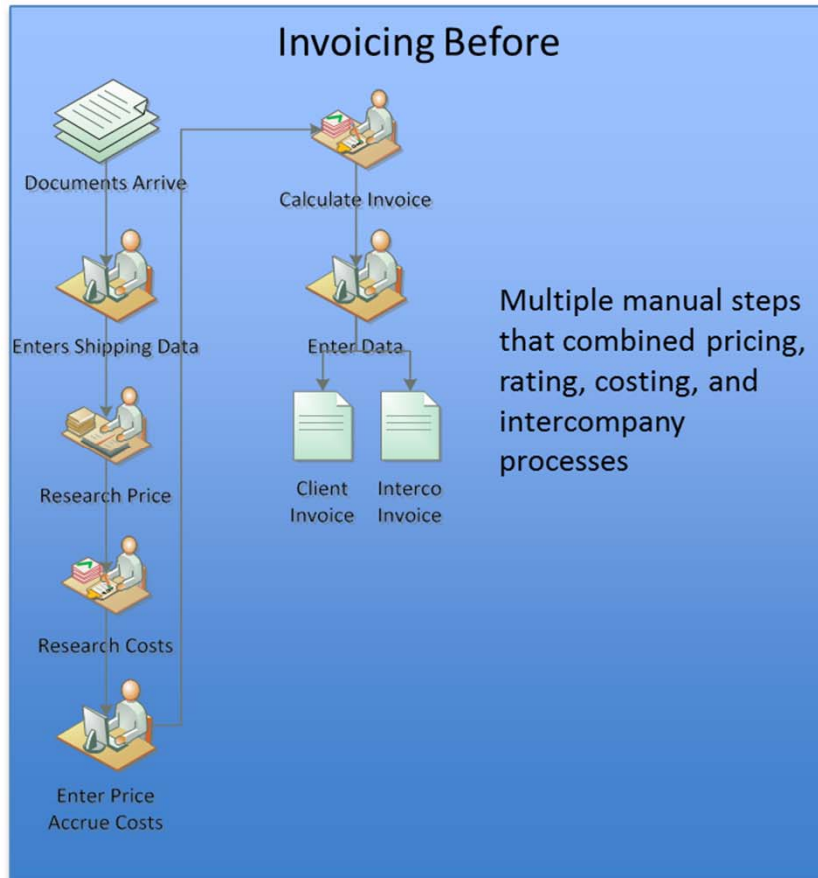 Invoicing Before
Documents Arrive
Enters Shipping Data
Research Price
Research Costs
Enter Price
Accrue Costs
Calculate Invoice
Enter Data
Client
Invoice
Interco
Invoice
Multiple manual steps
that combined pricing,
rating, costing, and
intercompany
processes